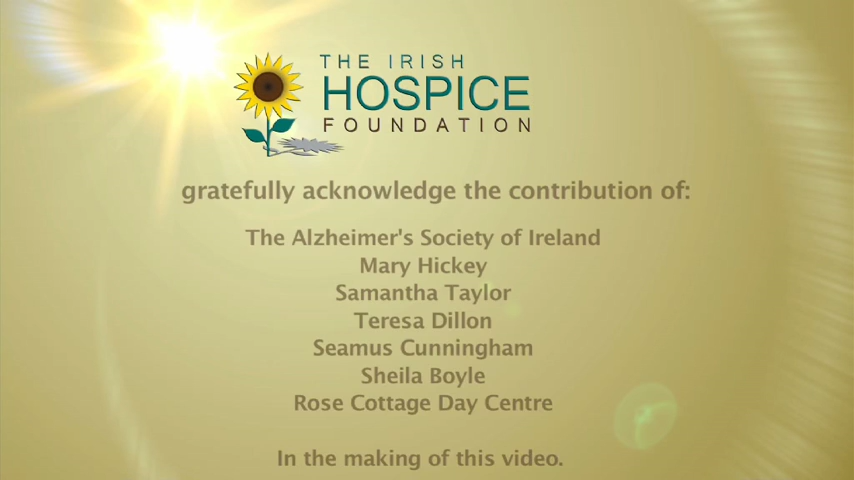 THE IRISH
HOSPICE
FOUNDATION
gratefully acknowledge the contribution of:
The Alzheimer's Society of Ireland
Mary Hickey
Samantha Taylor
Teresa Dillon
Seamus Cunningham
Sheila Boyle
Rose Cottage Day Centre
In the making of this video.